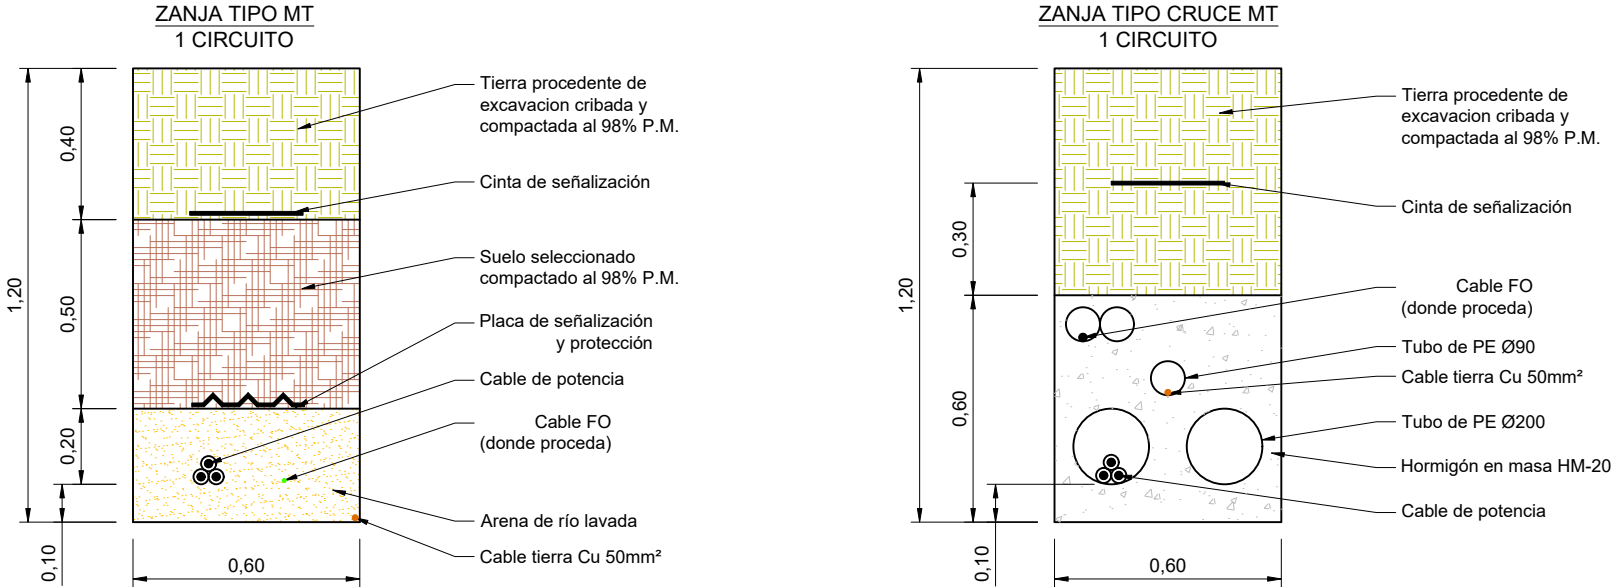 ZANJA TIPO MT
1 CIRCUITO
Tierra procedente de
excavacion cribada y
compactada al 98% P.M.
Cinta de señalización
Suelo seleccionado
compactado al 98% P.M.
Placa de señalización
y protección
Cable de potencia
Cable FO
(donde proceda)
Arena de río lavada
Cable tierra Cu 50mm²
1,20
0,40
0,50
0,20
0,10
0,60
ZANJA TIPO CRUCE MT
1 CIRCUITO
Tierra procedente de
excavacion cribada y
compactada al 98% P.M.
Cinta de señalización
Cable FO
(donde proceda)
Tubo de PE Ø90
Cable tierra Cu 50mm²
Tubo de PE Ø200
Hormigón en masa HM-20
Cable de potencia
1,20
0,30
0,60
0,10
0,60